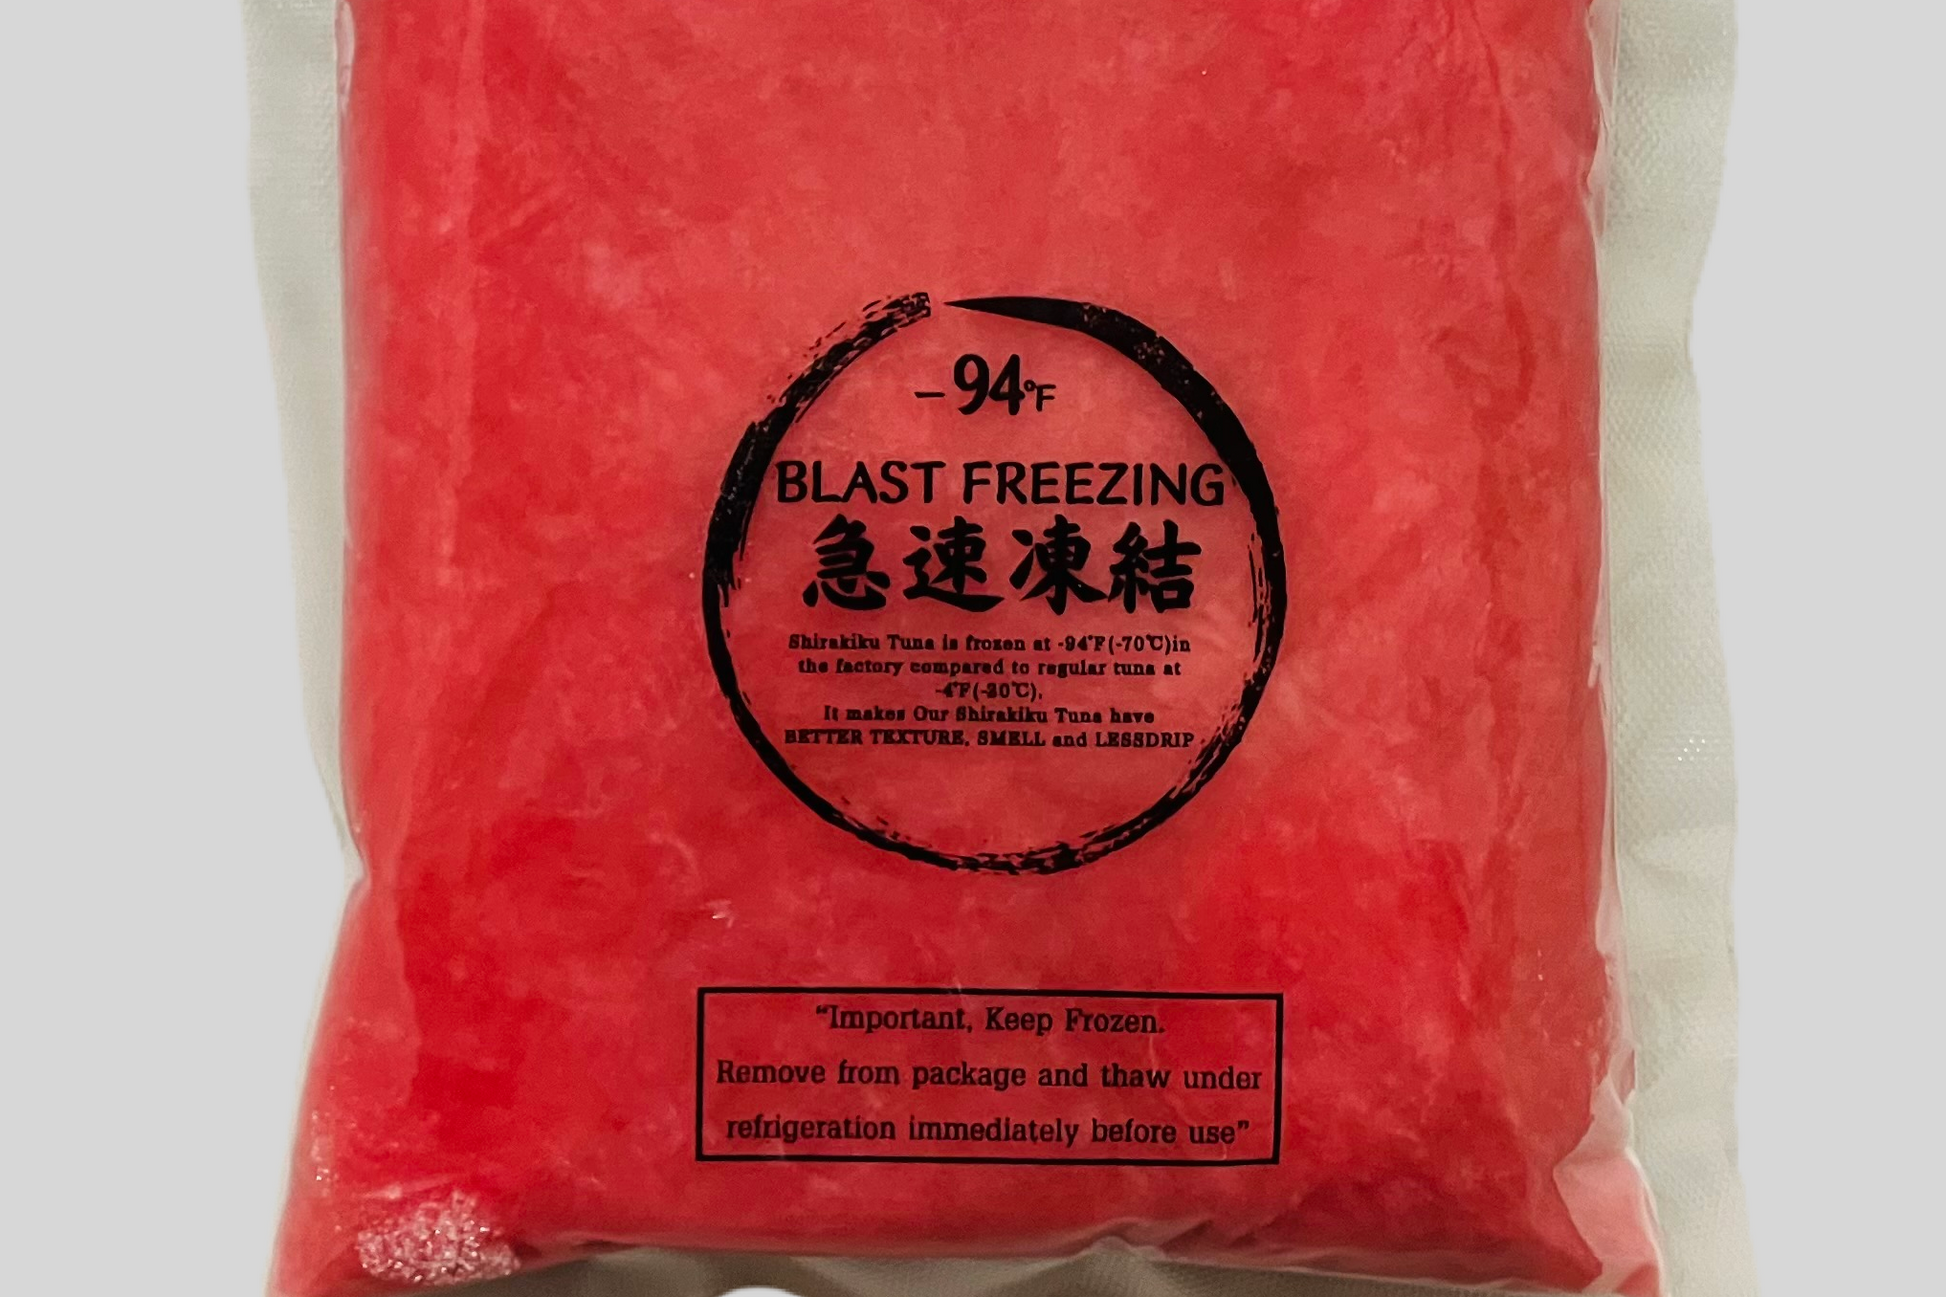 -94°F
BLAST FREEZING
急速凍結
Shirakiku Tuna is frozen at -94°F(-70℃)in
the factory compared to regular tuna at
-4°F(-20℃).
It makes Our Shirakiku Tuna have
BETTER TEXTURE, SMELL and LESSDRIP
“Important, Keep Frozen.
Remove from package and thaw under
refrigeration immediately before use”